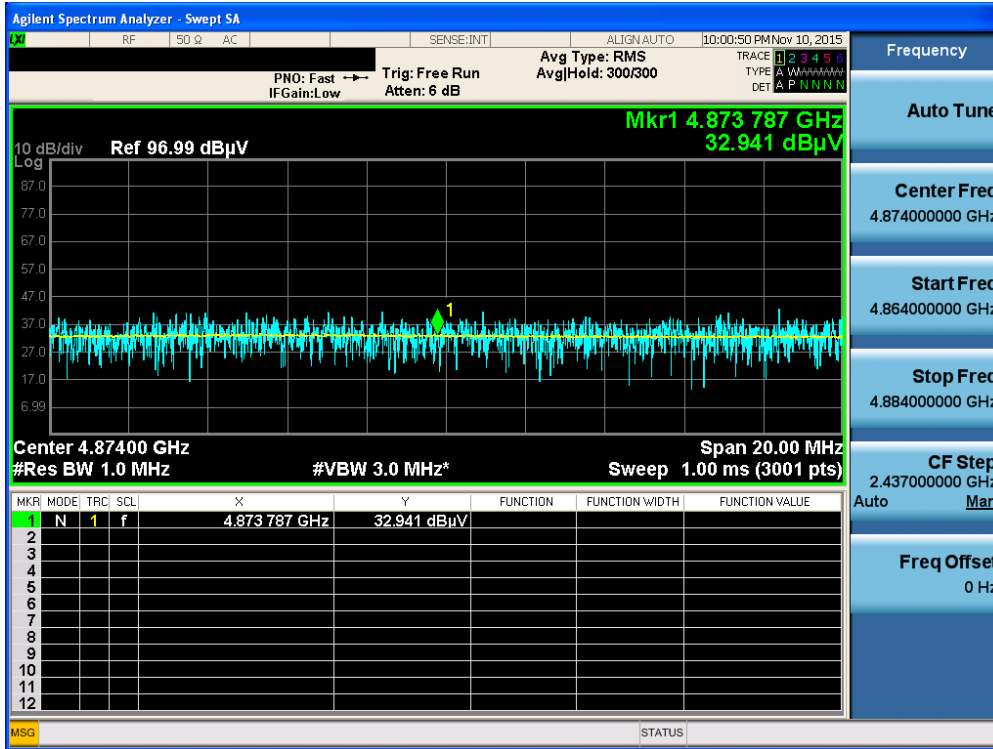 Agilent Spectrum Analyzer - Swept SA
LXI RF 50 Ω AC SENSE:INT ALIGN AUTO 10:00:50 PM Nov 10, 2015
Frequency
PNO: Fast
IFGain:Low
Trig: Free Run
Atten: 6 dB
Avg Type: RMS
Avg|Hold: 300/300
TRACE 1 2 3 4 5 6
TYPE A W
DET A P N N N N
Mkr1 4.873 787 GHz
32.941 dBµV
10 dB/div Ref 96.99 dBµV
Log
87.0
77.0
67.0
57.0
47.0
37.0
27.0
17.0
6.99
1
Center 4.87400 GHz Span 20.00 MHz
#Res BW 1.0 MHz #VBW 3.0 MHz* Sweep 1.00 ms (3001 pts)
MKR MODE TRC SCL X Y FUNCTION FUNCTION WIDTH FUNCTION VALUE
1 N 1 f 4.873 787 GHz 32.941 dBµV
2
3
4
5
6
7
8
9
10
11
12
Auto Tune
Center Freq
4.874000000 GHz
Start Freq
4.864000000 GHz
Stop Freq
4.884000000 GHz
CF Step
2.437000000 GHz
Auto Man
Freq Offset
0 Hz
MSG STATUS